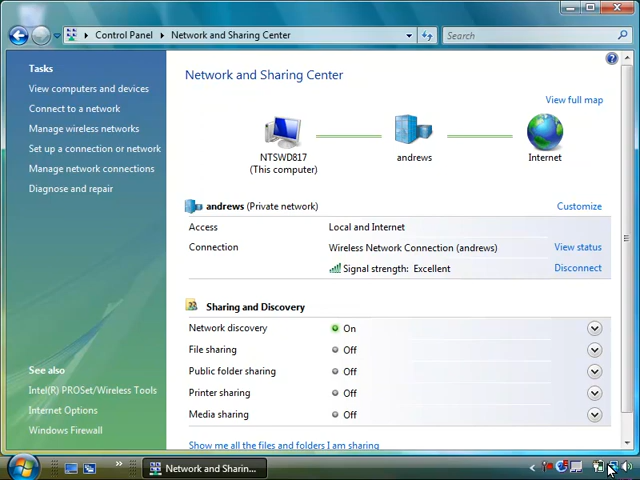 Control Panel
Network and Sharing Center
Search
Tasks
View computers and devices
Connect to a network
Manage wireless networks
Set up a connection or network
Manage network connections
Diagnose and repair
See also
Intel(R) PROSet/Wireless Tools
Internet Options
Windows Firewall
Network and Sharing Center
View full map
NTSWD817
(This computer)
andrews
Internet
andrews (Private network)
Customize
Access
Local and Internet
Connection
Wireless Network Connection (andrews)
View status
Signal strength: Excellent
Disconnect
Sharing and Discovery
Network discovery
On
File sharing
Off
Public folder sharing
Off
Printer sharing
Off
Media sharing
Off
Show me all the files and folders I am sharing
Network and Sharin...